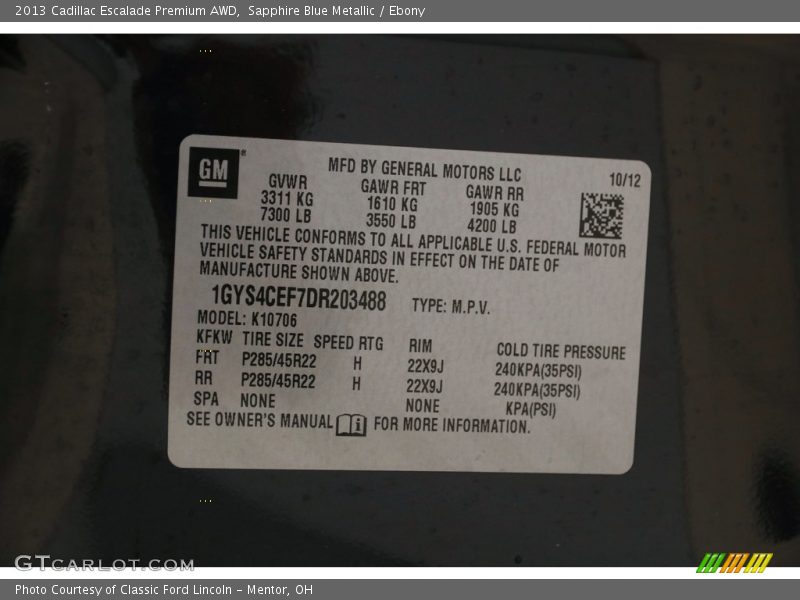 2013 Cadillac Escalade Premium AWD,  Sapphire Blue Metallic / Ebony
GM
MFD BY GENERAL MOTORS LLC
10/12
GVWR GAWR FRT GAWR RR
3311 KG 1610 KG 1905 KG
7300 LB 3550 LB 4200 LB
THIS VEHICLE CONFORMS TO ALL APPLICABLE U.S. FEDERAL MOTOR
VEHICLE SAFETY STANDARDS IN EFFECT ON THE DATE OF
MANUFACTURE SHOWN ABOVE.
1GYS4CEF7DR203488 TYPE: M.P.V.
MODEL: K10706
KFKW TIRE SIZE SPEED RTG RIM COLD TIRE PRESSURE
FRT P285/45R22 H 22X9J 240KPA(35PSI)
RR P285/45R22 H 22X9J 240KPA(35PSI)
SPA NONE NONE KPA(PSI)
SEE OWNER'S MANUAL FOR MORE INFORMATION.
GTcarlot.com
Photo Courtesy of Classic Ford Lincoln – Mentor, OH